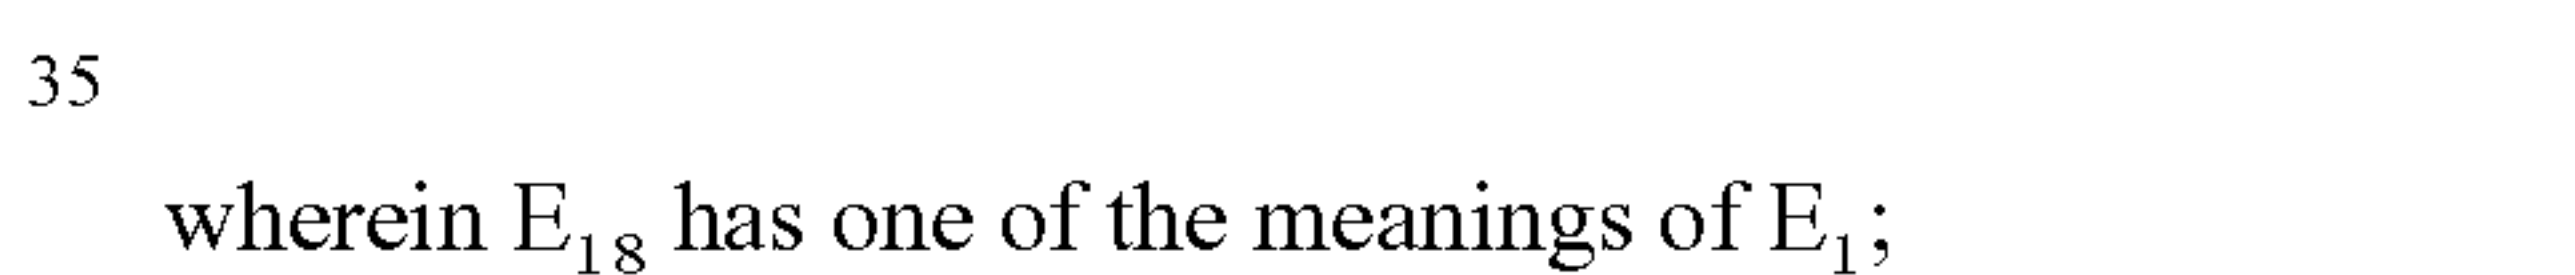 35
wherein E₁₈ has one of the meanings of E₁;